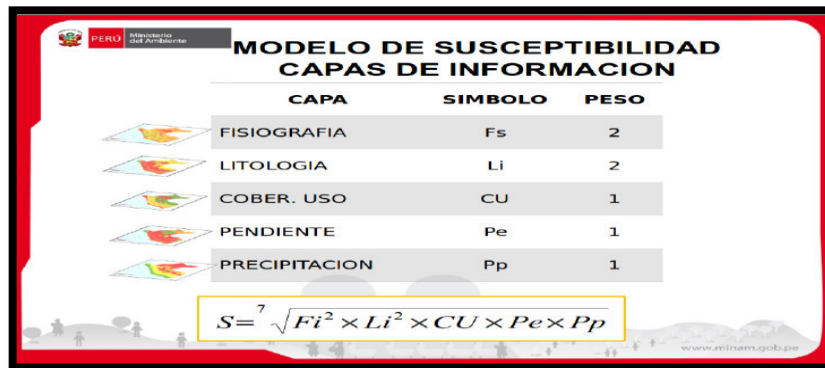 PERÚ Ministerio
del Ambiente
MODELO DE SUSCEPTIBILIDAD
CAPAS DE INFORMACION
CAPA SIMBOLO PESO
FISIOGRAFIA Fs 2
LITOLOGIA Li 2
COBER. USO CU 1
PENDIENTE Pe 1
PRECIPITACION Pp 1
S=⁷√Fi²×Li²×CU×Pe×Pp
www.minam.gob.pe